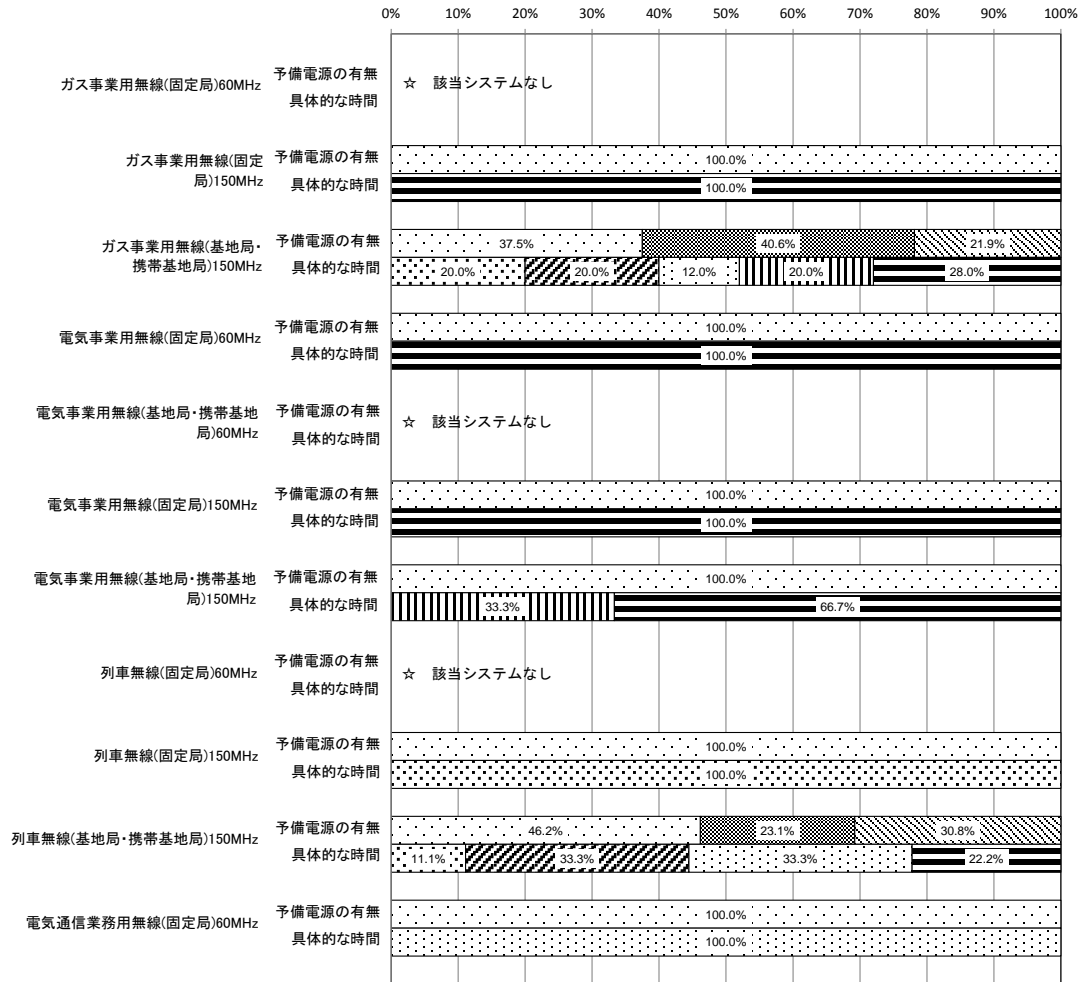 0% 10% 20% 30% 40% 50% 60% 70% 80% 90% 100%
ガス事業用無線(固定局)60MHz
予備電源の有無
具体的な時間
☆ 該当システムなし
ガス事業用無線(固定
局)150MHz
予備電源の有無
100.0%
具体的な時間
100.0%
ガス事業用無線(基地局・
携帯基地局)150MHz
予備電源の有無
37.5% 40.6% 21.9%
具体的な時間
20.0% 20.0% 12.0% 20.0% 28.0%
電気事業用無線(固定局)60MHz
予備電源の有無
100.0%
具体的な時間
100.0%
電気事業用無線(基地局・携帯基地
局)60MHz
予備電源の有無
具体的な時間
☆ 該当システムなし
電気事業用無線(固定局)150MHz
予備電源の有無
100.0%
具体的な時間
100.0%
電気事業用無線(基地局・携帯基地
局)150MHz
予備電源の有無
100.0%
具体的な時間
33.3% 66.7%
列車無線(固定局)60MHz
予備電源の有無
具体的な時間
☆ 該当システムなし
列車無線(固定局)150MHz
予備電源の有無
100.0%
具体的な時間
100.0%
列車無線(基地局・携帯基地局)150MHz
予備電源の有無
46.2% 23.1% 30.8%
具体的な時間
11.1% 33.3% 33.3% 22.2%
電気通信業務用無線(固定局)60MHz
予備電源の有無
100.0%
具体的な時間
100.0%